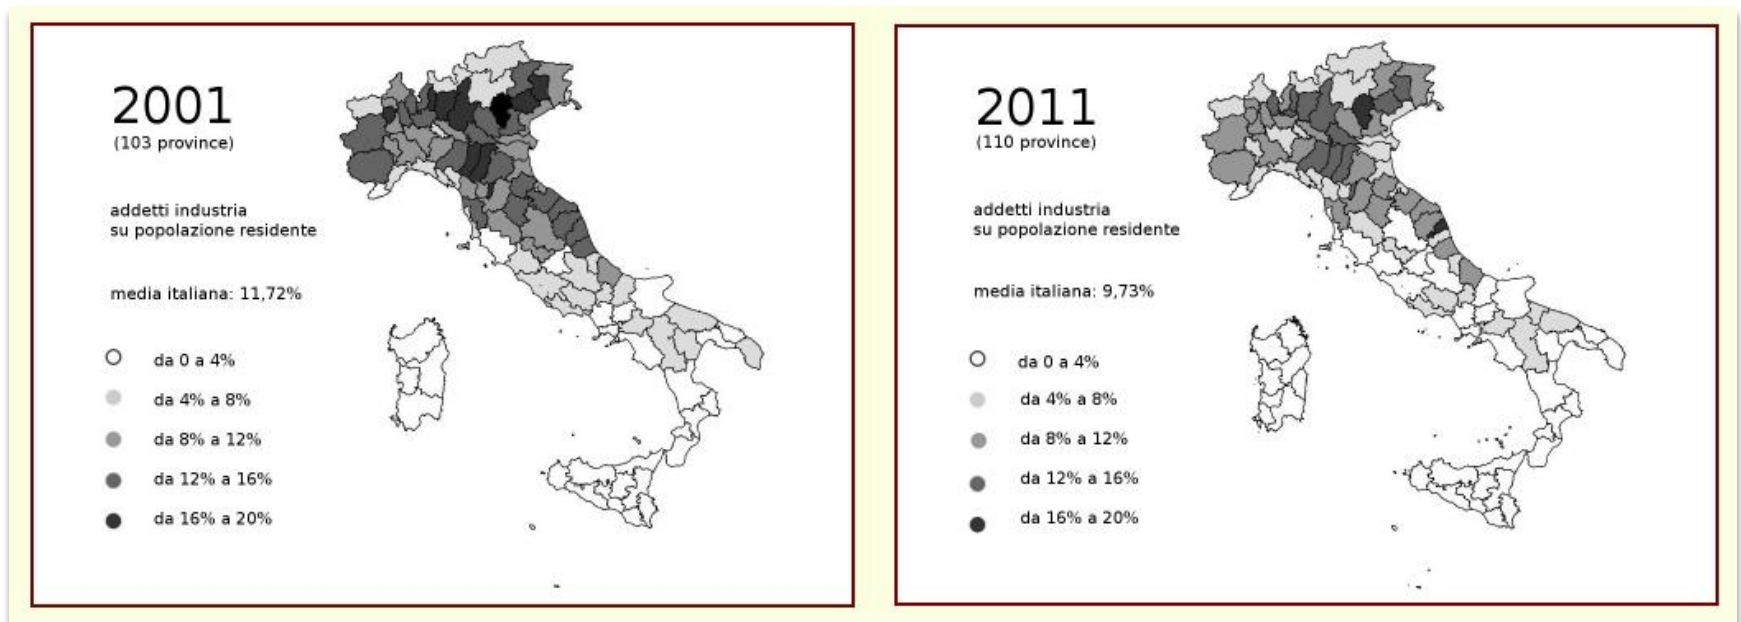 2001
(103 province)
addetti industria
su popolazione residente
media italiana: 11,72%
da 0 a 4%
da 4% a 8%
da 8% a 12%
da 12% a 16%
da 16% a 20%
2011
(110 province)
addetti industria
su popolazione residente
media italiana: 9,73%
da 0 a 4%
da 4% a 8%
da 8% a 12%
da 12% a 16%
da 16% a 20%